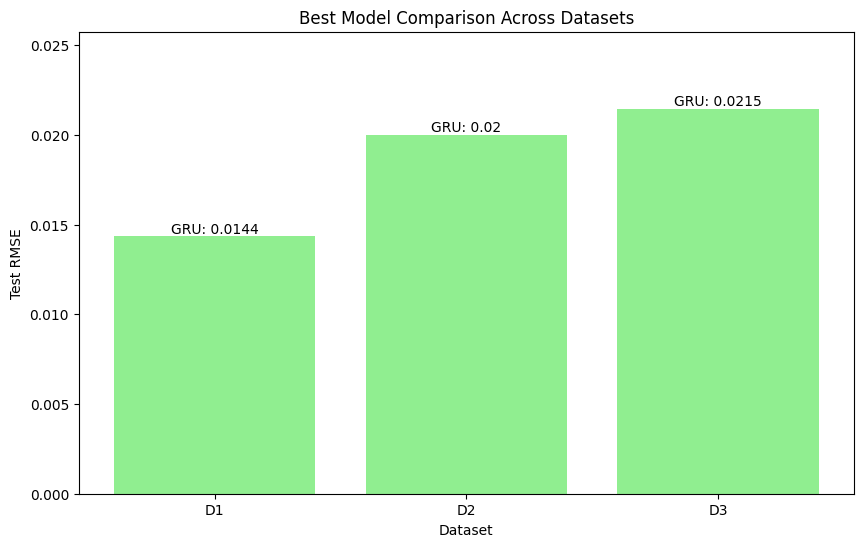 Best Model Comparison Across Datasets
0.025
GRU: 0.0215
GRU: 0.02
0.020
0.015
GRU: 0.0144
Test RMSE
0.010
0.005
0.000
D1
D2
D3
Dataset